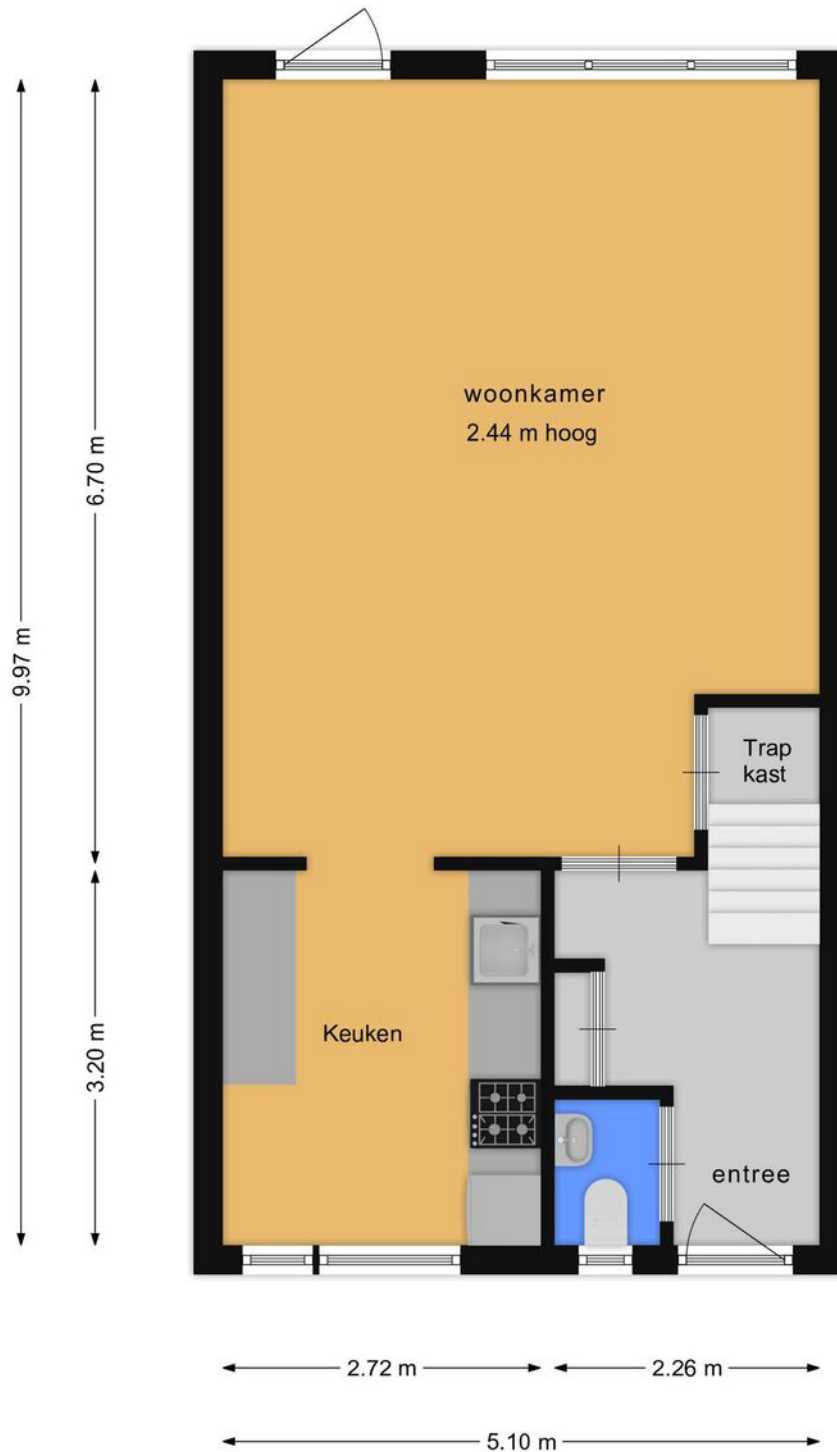 woonkamer
2.44 m hoog
6.70 m
9.97 m
Trap
kast
Keuken
3.20 m
entree
2.72 m
2.26 m
5.10 m